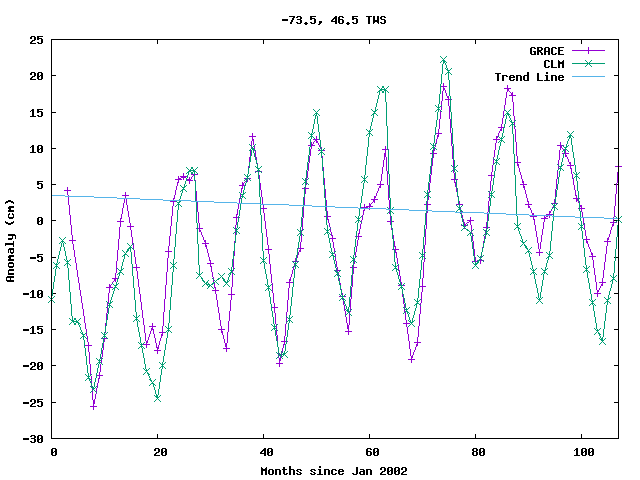 -73.5, 46.5 TWS
GRACE
CLM
Trend Line
25
20
15
10
5
0
-5
-10
-15
-20
-25
-30
Anomaly (cm)
0 20 40 60 80 100
Months since Jan 2002